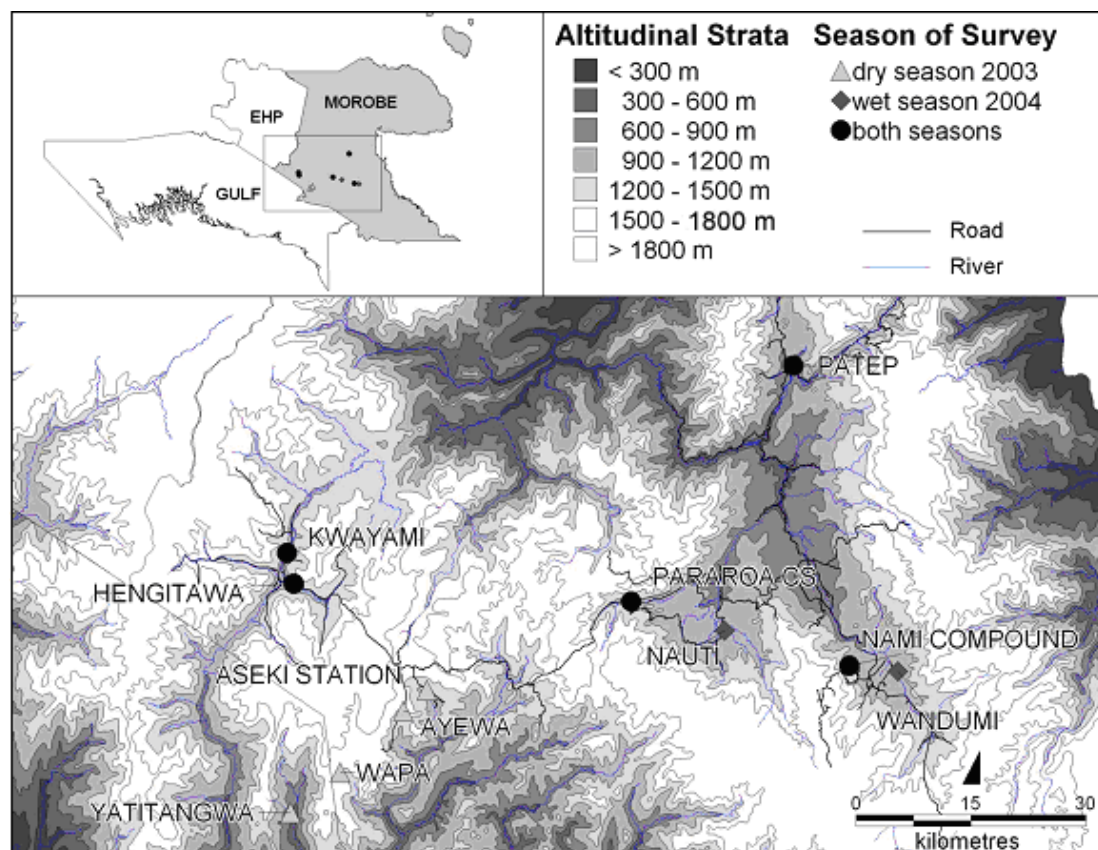 MOROBE
EHP
GULF
Altitudinal Strata
< 300 m
300 - 600 m
600 - 900 m
900 - 1200 m
1200 - 1500 m
1500 - 1800 m
> 1800 m
Season of Survey
dry season 2003
wet season 2004
both seasons
Road
River
PATEP
KWAYAMI
HENGITAWA
PARAROA CS
NAUTI
NAMI COMPOUND
ASEKI STATION
AYEWA
WANDUMI
WAPA
YATITANGWA
0 15 30
kilometres